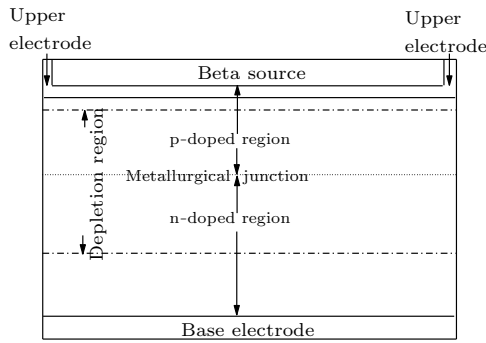 Upper
electrode
Upper
electrode
Beta source
p-doped region
Metallurgical junction
n-doped region
Depletion region
Base electrode